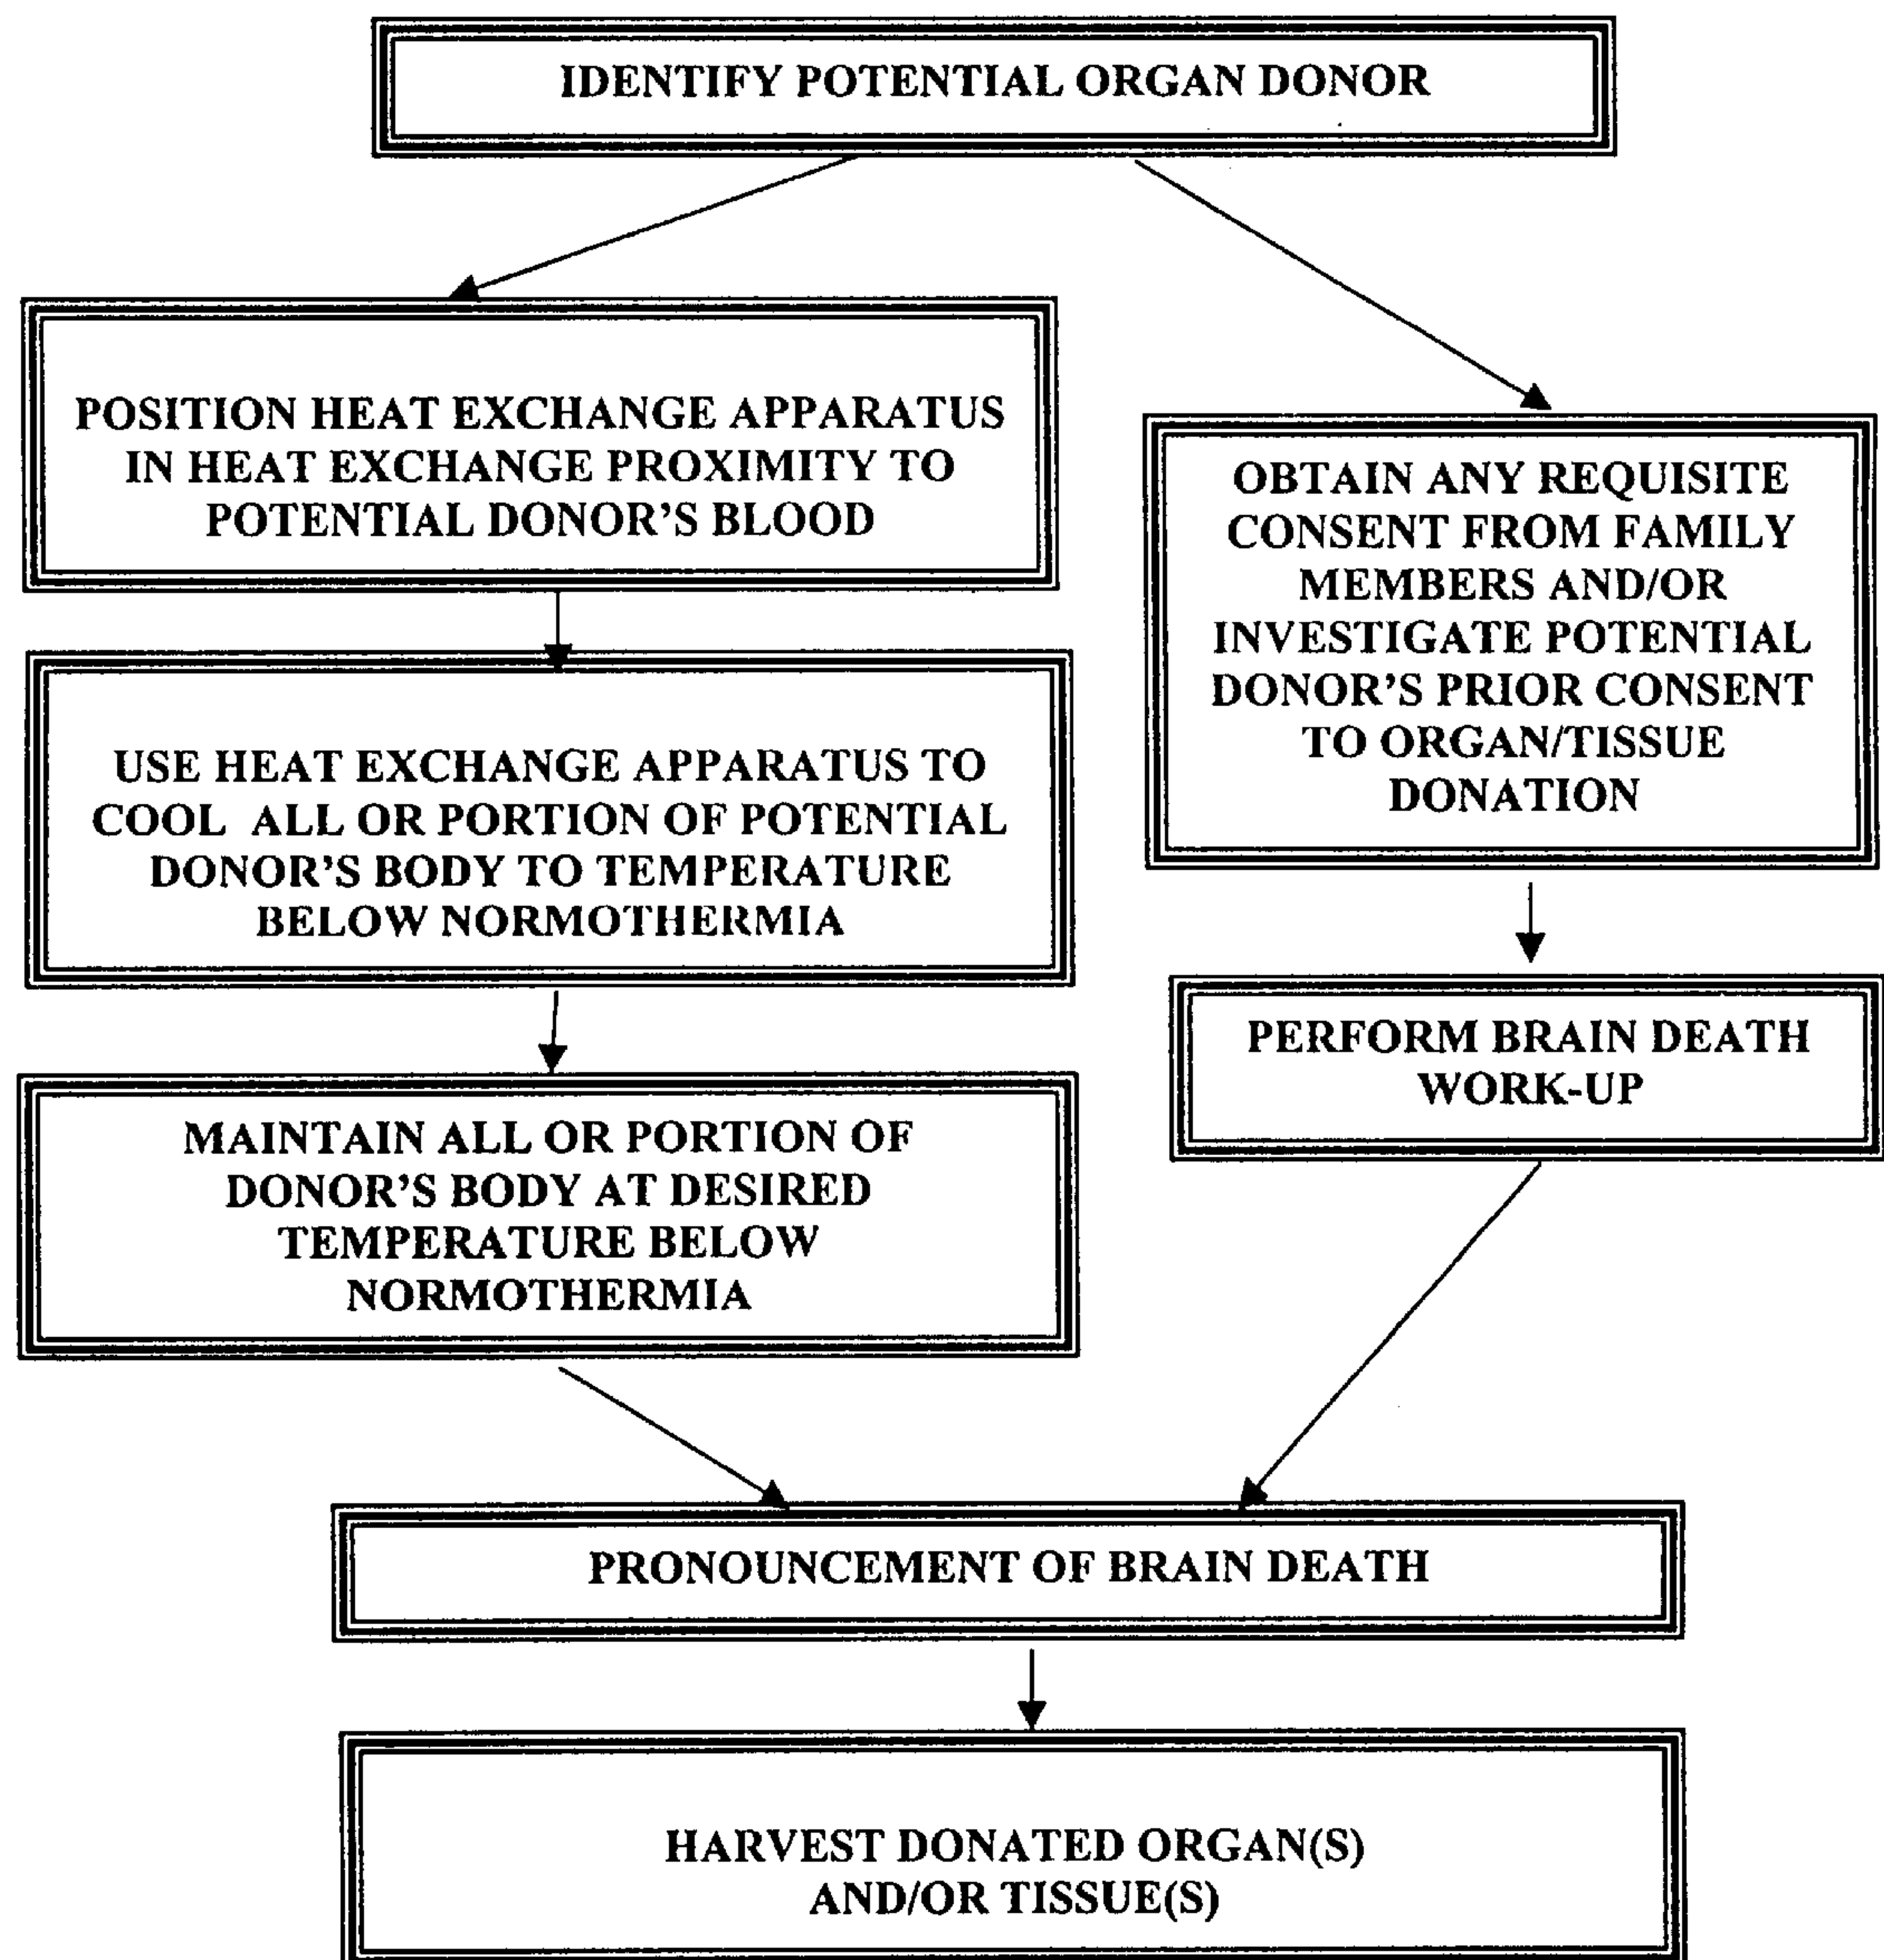 IDENTIFY POTENTIAL ORGAN DONOR
POSITION HEAT EXCHANGE APPARATUS
IN HEAT EXCHANGE PROXIMITY TO
POTENTIAL DONOR'S BLOOD
OBTAIN ANY REQUISITE
CONSENT FROM FAMILY
MEMBERS AND/OR
INVESTIGATE POTENTIAL
DONOR'S PRIOR CONSENT
TO ORGAN/TISSUE
DONATION
USE HEAT EXCHANGE APPARATUS TO
COOL ALL OR PORTION OF POTENTIAL
DONOR'S BODY TO TEMPERATURE
BELOW NORMOTHERMIA
PERFORM BRAIN DEATH
WORK-UP
MAINTAIN ALL OR PORTION OF
DONOR'S BODY AT DESIRED
TEMPERATURE BELOW
NORMOTHERMIA
PRONOUNCEMENT OF BRAIN DEATH
HARVEST DONATED ORGAN(S)
AND/OR TISSUE(S)